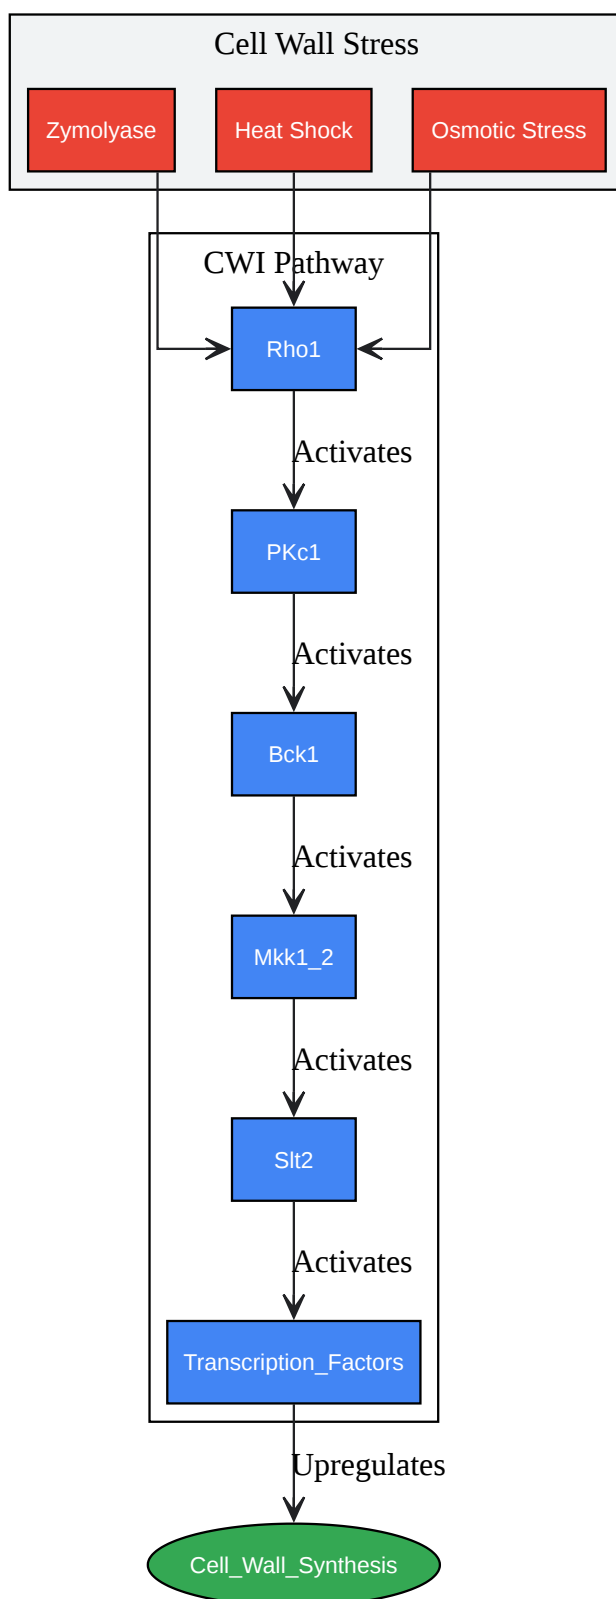 Cell Wall Stress
Zymolyase
Heat Shock
Osmotic Stress
CWI Pathway
Rho1
Activates
PKc1
Activates
Bck1
Activates
Mkk1_2
Activates
Slt2
Activates
Transcription_Factors
Upregulates
Cell_Wall_Synthesis